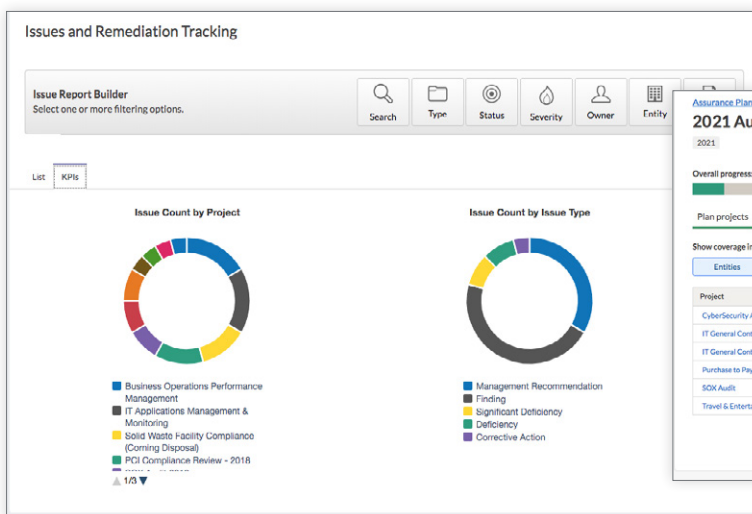 Issues and Remediation Tracking
Issue Report Builder
Select one or more filtering options.
Search
Type
Status
Severity
Owner
Entity
List
KPIs
Issue Count by Project
Business Operations Performance
Management
IT Applications Management &
Monitoring
Solid Waste Facility Compliance
(Coming Disposal)
PCI Compliance Review - 2018
1/3
Issue Count by Issue Type
Management Recommendation
Finding
Significant Deficiency
Deficiency
Corrective Action
Assurance Plan
2021 Au
2021
Overall progress:
Plan projects
Show coverage in
Entities
Project
CyberSecurity A
IT General Cont
IT General Cont
Purchase to Pay
SOX Audit
Travel & Enterta